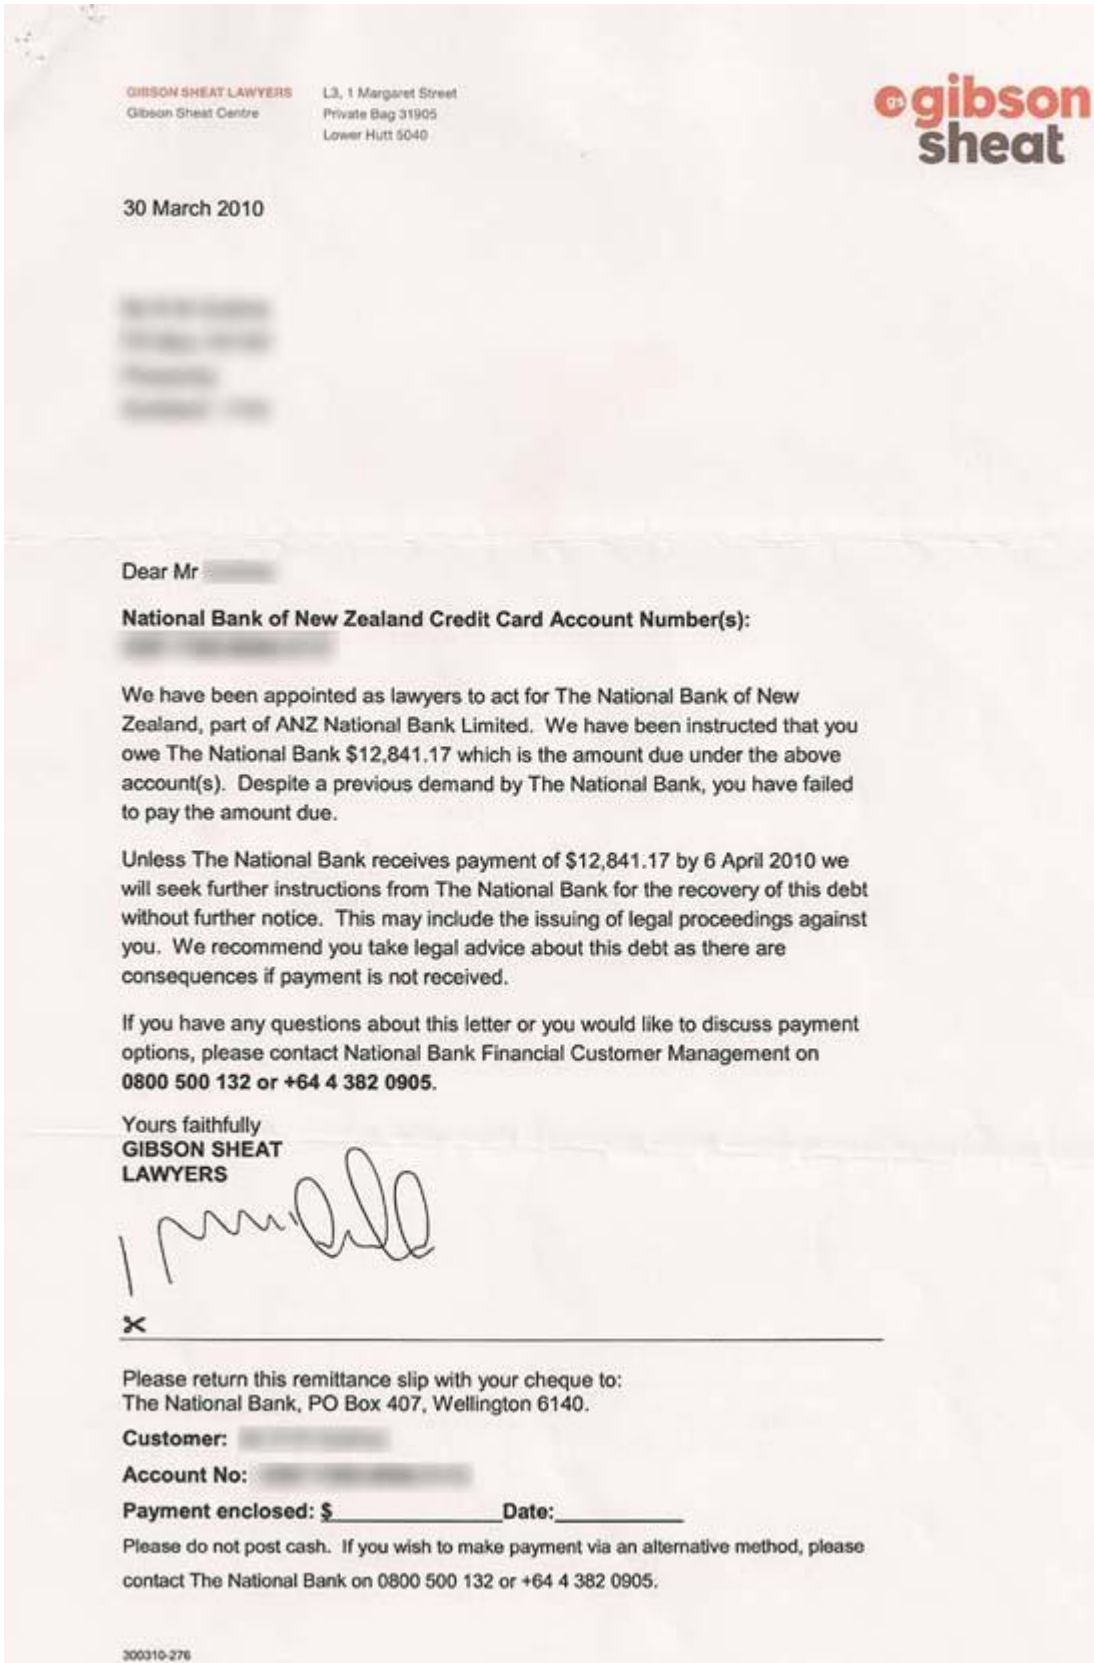 GIBSON SHEAT LAWYERS
Gibson Sheat Centre
L3, 1 Margaret Street
Private Bag 31905
Lower Hutt 5040
gs gibson
sheat
30 March 2010
Dear Mr
National Bank of New Zealand Credit Card Account Number(s):
We have been appointed as lawyers to act for The National Bank of New
Zealand, part of ANZ National Bank Limited. We have been instructed that you
owe The National Bank $12,841.17 which is the amount due under the above
account(s). Despite a previous demand by The National Bank, you have failed
to pay the amount due.
Unless The National Bank receives payment of $12,841.17 by 6 April 2010 we
will seek further instructions from The National Bank for the recovery of this debt
without further notice. This may include the issuing of legal proceedings against
you. We recommend you take legal advice about this debt as there are
consequences if payment is not received.
If you have any questions about this letter or you would like to discuss payment
options, please contact National Bank Financial Customer Management on
0800 500 132 or +64 4 382 0905.
Yours faithfully
GIBSON SHEAT
LAWYERS
Please return this remittance slip with your cheque to:
The National Bank, PO Box 407, Wellington 6140.
Customer:
Account No:
Payment enclosed: $ Date:
Please do not post cash. If you wish to make payment via an alternative method, please
contact The National Bank on 0800 500 132 or +64 4 382 0905.
300310-276